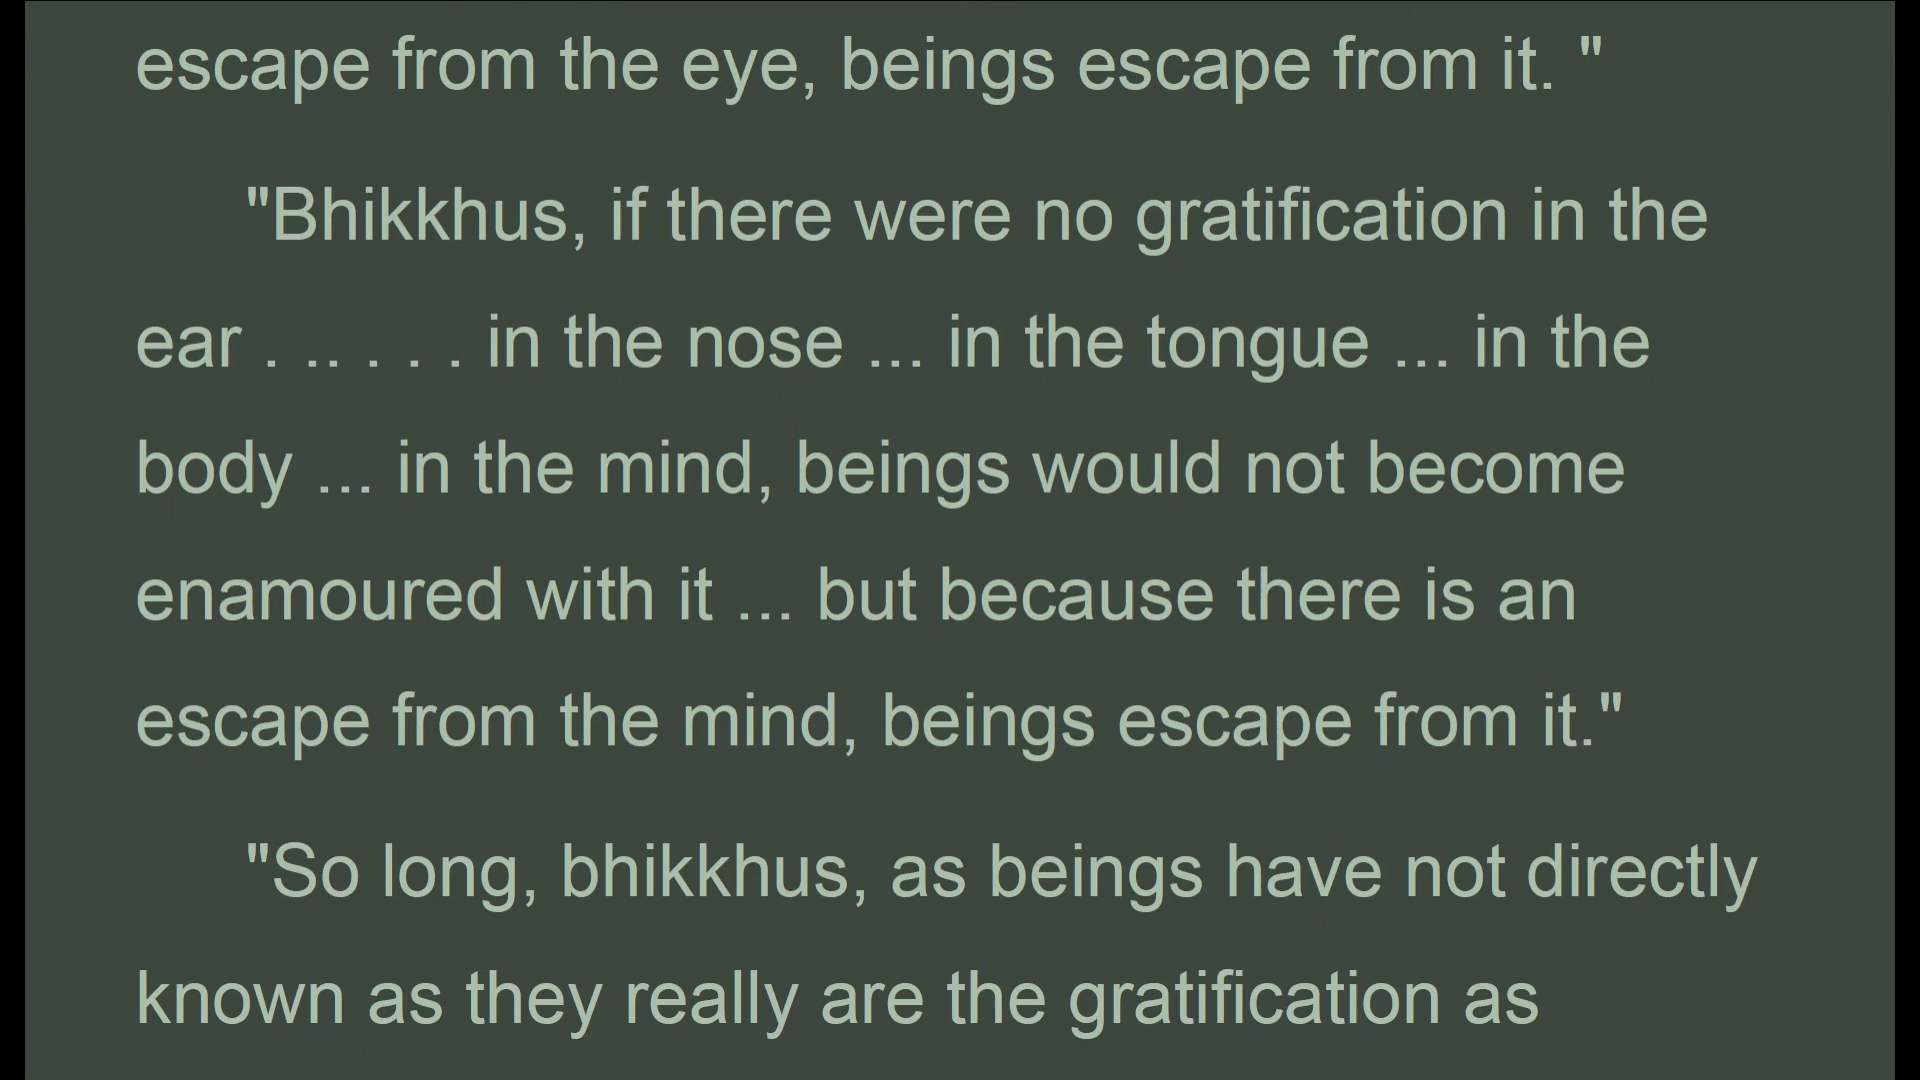 escape from the eye, beings escape from it. "
"Bhikkhus, if there were no gratification in the
ear . .. . . . in the nose ... in the tongue ... in the
body ... in the mind, beings would not become
enamoured with it ... but because there is an
escape from the mind, beings escape from it."
"So long, bhikkhus, as beings have not directly
known as they really are the gratification as